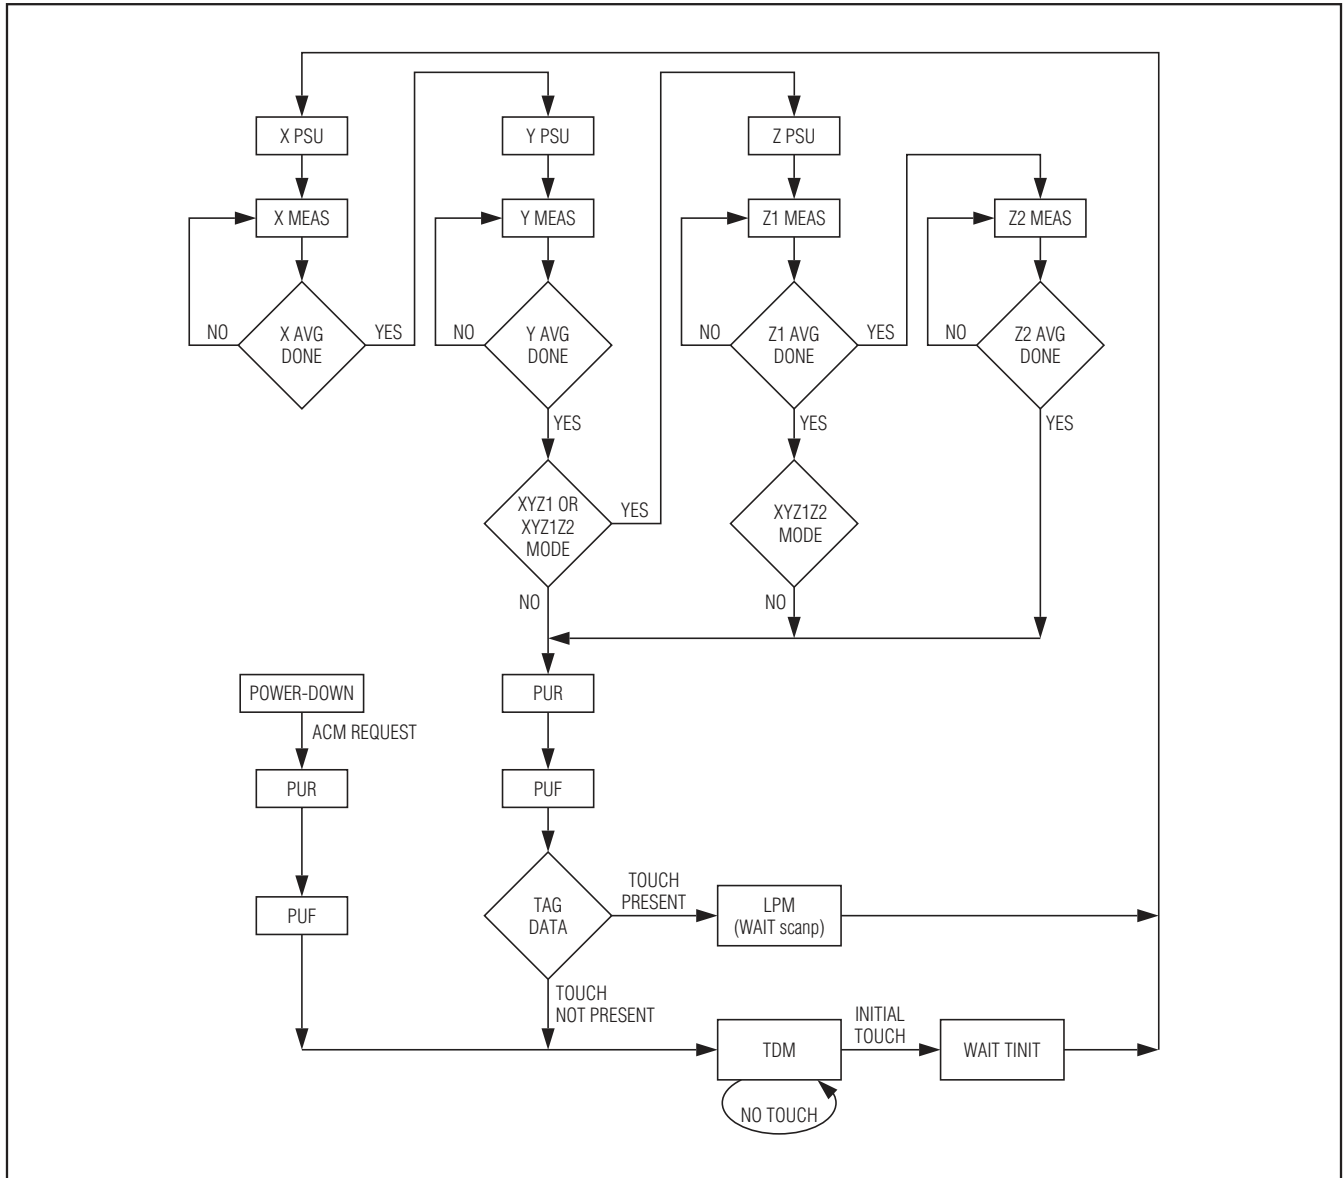 X PSU
Y PSU
Z PSU
X MEAS
Y MEAS
Z1 MEAS
Z2 MEAS
NO
X AVG
DONE
YES
NO
Y AVG
DONE
NO
Z1 AVG
DONE
YES
NO
Z2 AVG
DONE
YES
YES
YES
XYZ1 OR
XYZ1Z2
MODE
YES
XYZ1Z2
MODE
NO
NO
POWER-DOWN
PUR
ACM REQUEST
PUR
PUF
PUF
TAG
DATA
TOUCH
PRESENT
LPM
(WAIT scanp)
TOUCH
NOT PRESENT
TDM
INITIAL
TOUCH
WAIT TINIT
NO TOUCH